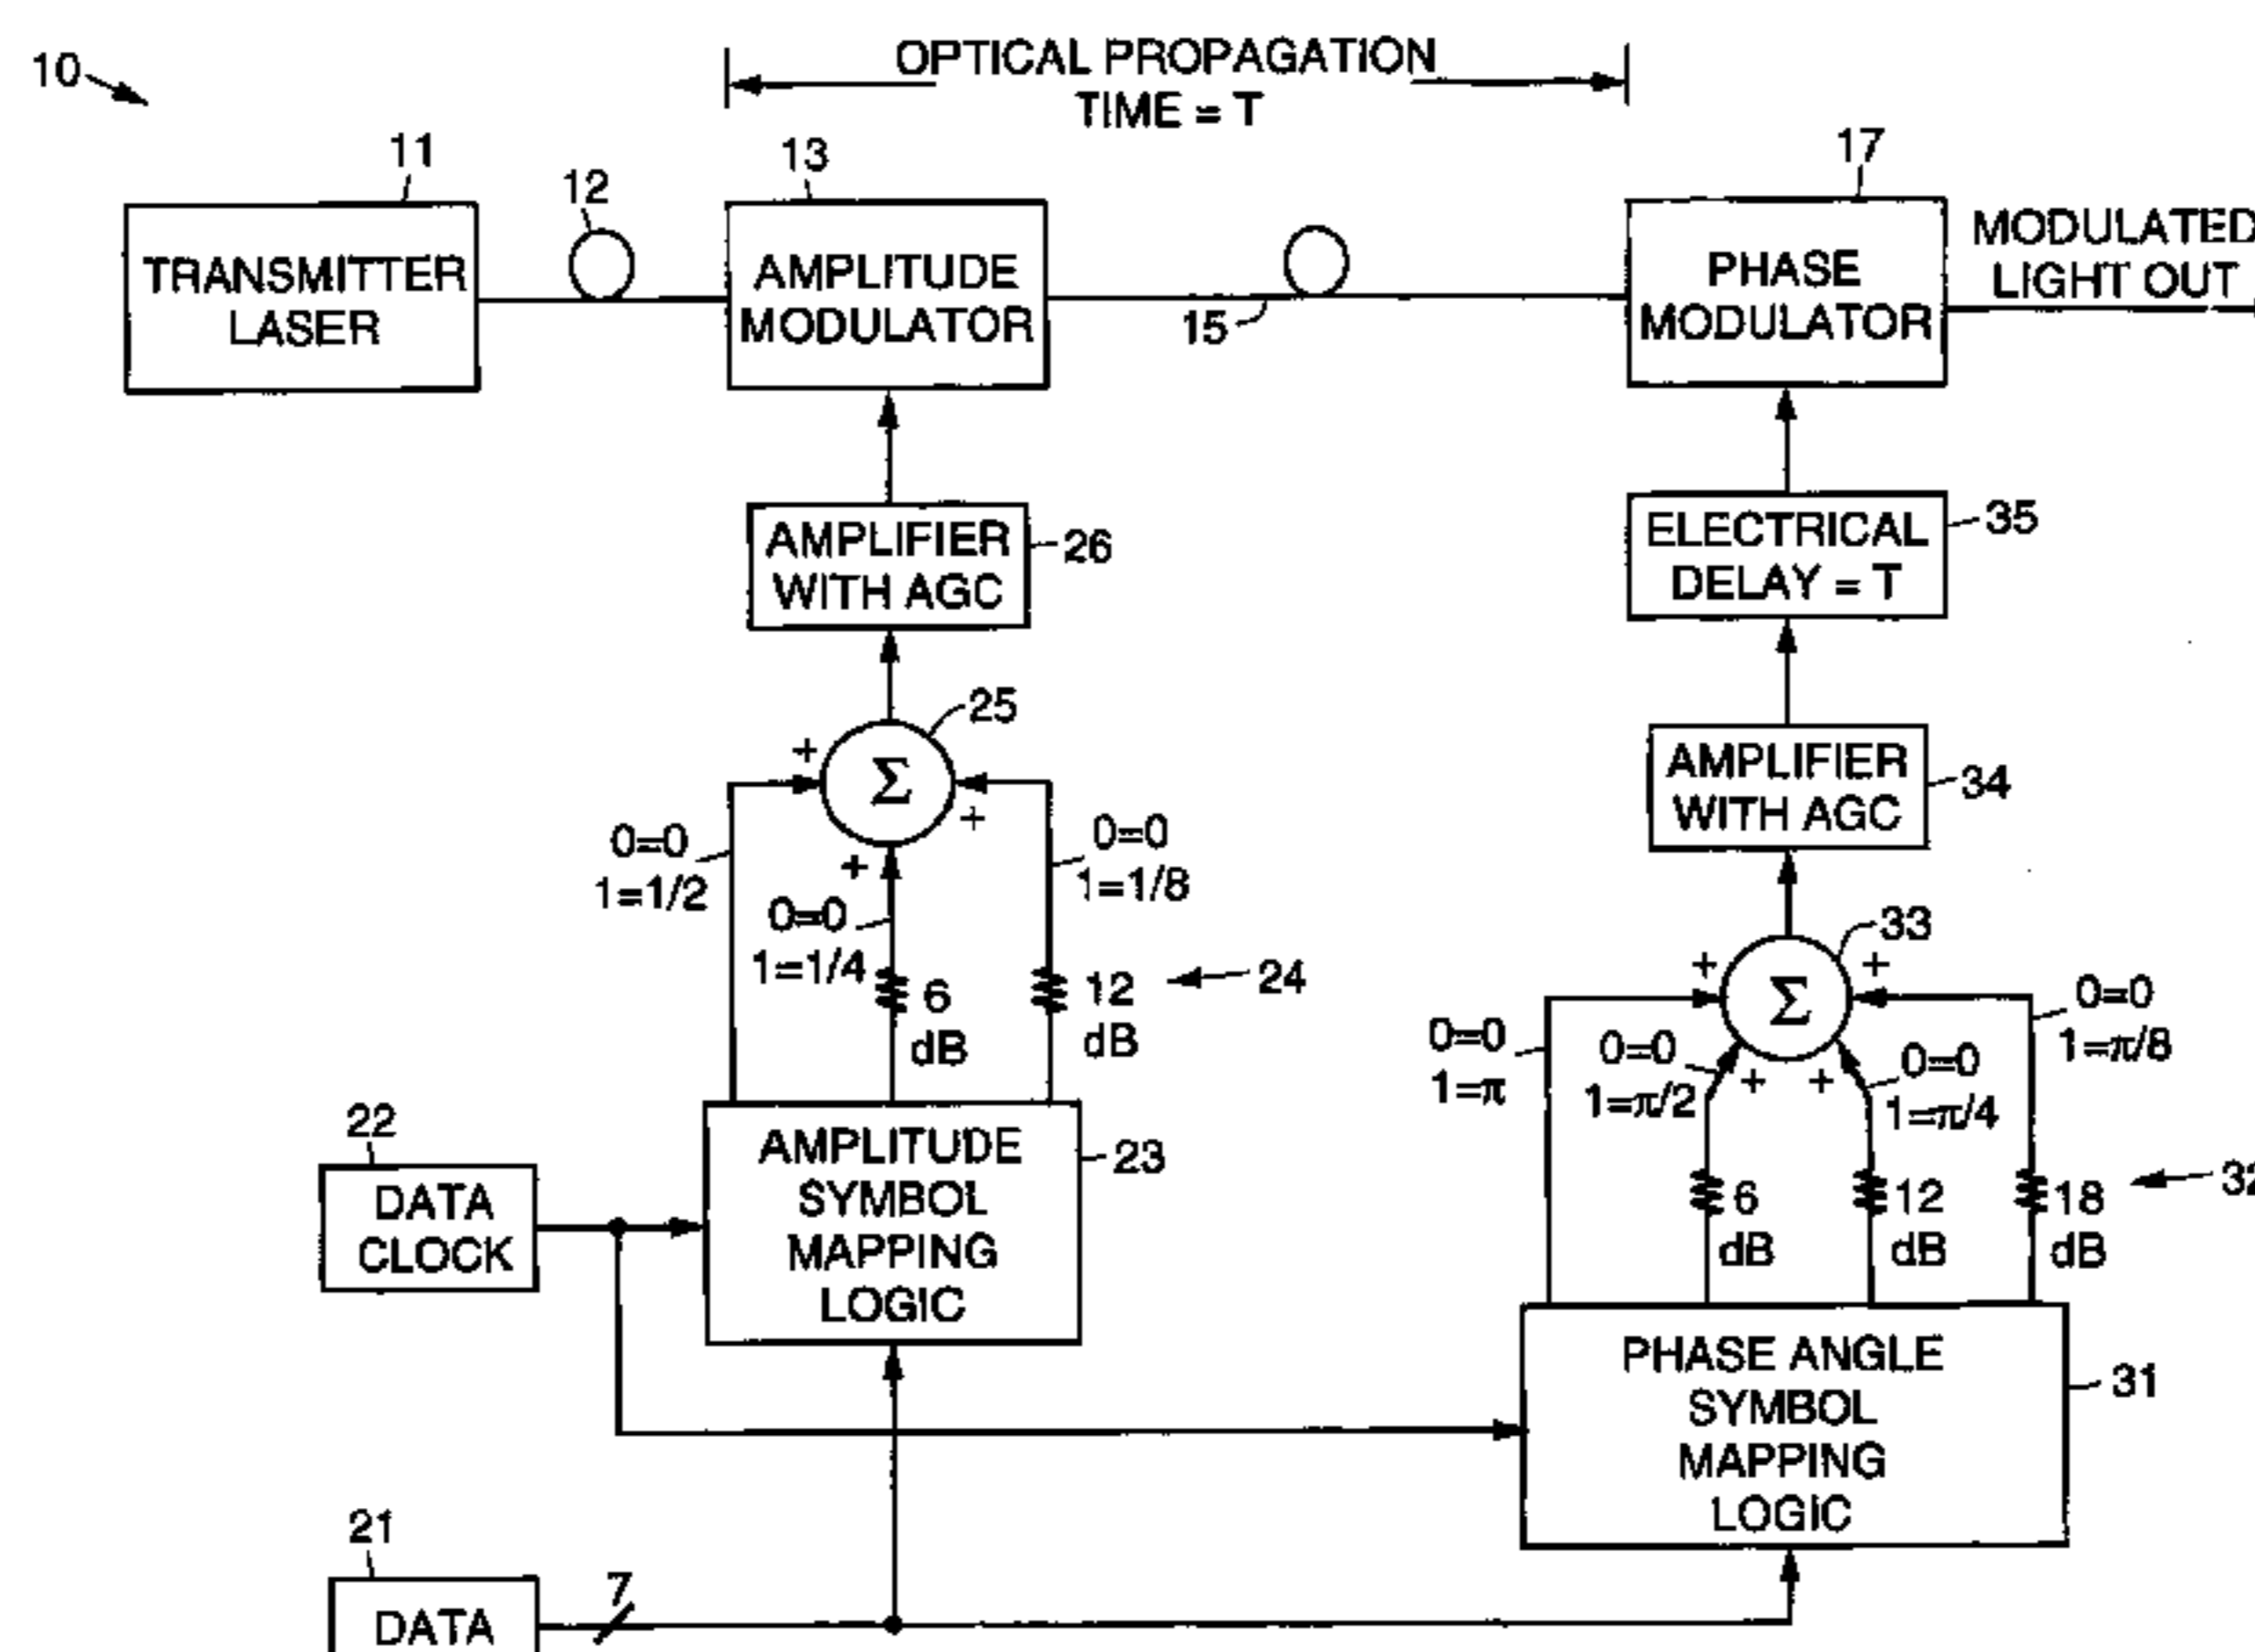 10
OPTICAL PROPAGATION
TIME = T
11
12
13
17
TRANSMITTER
LASER
AMPLITUDE
MODULATOR
15
PHASE
MODULATOR
MODULATED
LIGHT OUT
AMPLIFIER
WITH AGC
26
ELECTRICAL
DELAY = T
35
25
+
Σ
+
+
0=0
1=1/2
0=0
1=1/4
0=0
1=1/8
6
dB
12
dB
24
AMPLIFIER
WITH AGC
34
33
+
+
Σ
+
+
0=0
1=π
0=0
1=π/2
0=0
1=π/4
0=0
1=π/8
6
dB
12
dB
18
dB
22
DATA
CLOCK
AMPLITUDE
SYMBOL
MAPPING
LOGIC
23
PHASE ANGLE
SYMBOL
MAPPING
LOGIC
31
21
DATA
7